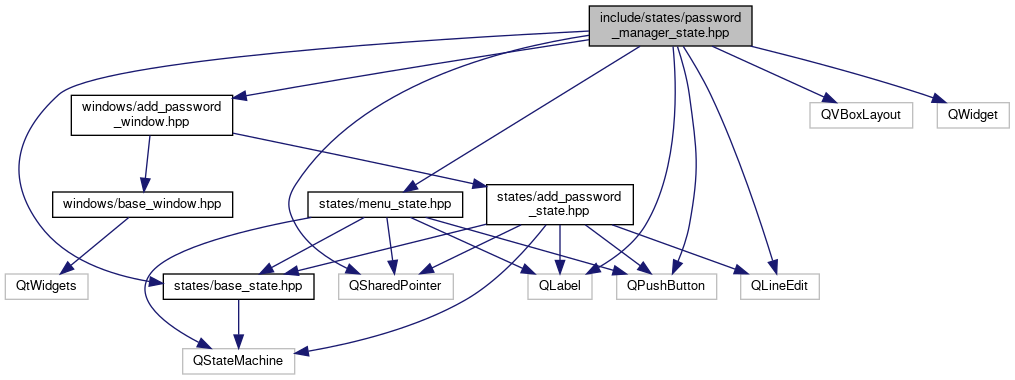 include/states/password
_manager_state.hpp
windows/add_password
_window.hpp
QVBoxLayout
QWidget
windows/base_window.hpp
states/menu_state.hpp
states/add_password
_state.hpp
QtWidgets
states/base_state.hpp
QSharedPointer
QLabel
QPushButton
QLineEdit
QStateMachine